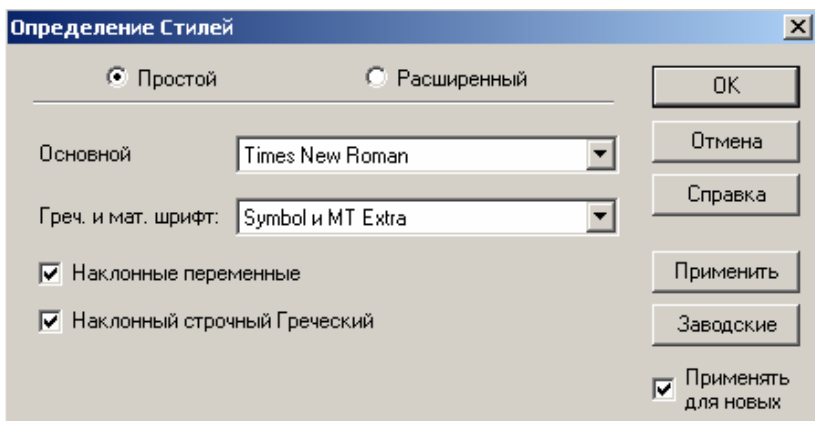 Определение Стилей
Простой
Расширенный
OK
Основной
Times New Roman
Отмена
Греч. и мат. шрифт:
Symbol и MT Extra
Справка
Наклонные переменные
Применить
Наклонный строчный Греческий
Заводские
Применять
для новых